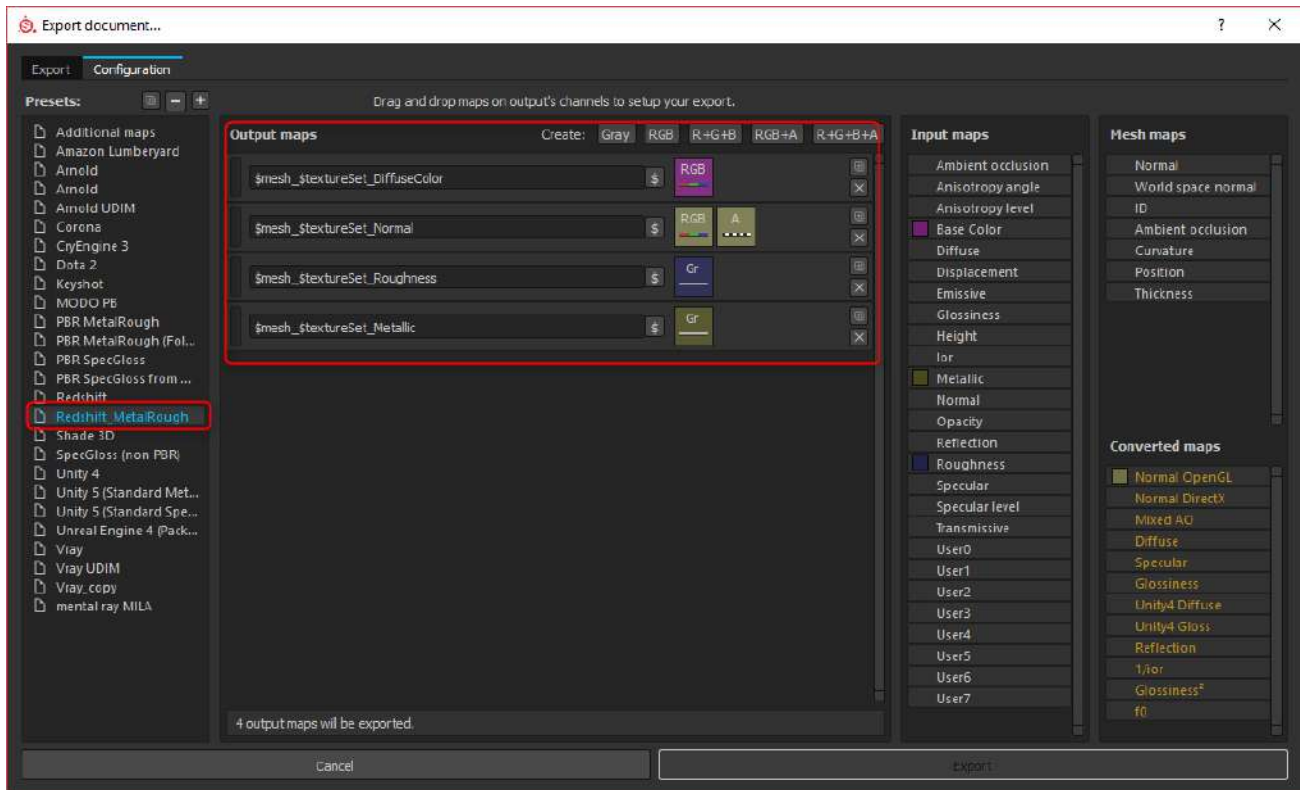 Export document...
?
Export
Configuration
Presets:
Drag and drop maps on output's channels to setup your export.
Additional maps
Amazon Lumberyard
Arnold
Arnold
Arnold UDIM
Corona
CryEngine 3
Dota 2
Keyshot
MODO PB
PBR MetalRough
PBR MetalRough (Fol...
PBR SpecGloss
PBR SpecGloss from ...
Redshift
Redshift_MetalRough
Shade 3D
SpecGloss (non PBR)
Unity 4
Unity 5 (Standard Met...
Unity 5 (Standard Spe...
Unreal Engine 4 (Pack...
Vray
Vray UDIM
Vray_copy
mental ray MILA
Output maps
Create: Gray RGB R+G+B RGB+A R+G+B+A
$mesh_$textureSet_DiffuseColor $ RGB
$mesh_$textureSet_Normal $ RGB A
$mesh_$textureSet_Roughness $ Gr
$mesh_$textureSet_Metallic $ Gr
4 output maps will be exported.
Input maps
Ambient occlusion
Anisotropy angle
Anisotropy level
Base Color
Diffuse
Displacement
Emissive
Glossiness
Height
Ior
Metallic
Normal
Opacity
Reflection
Roughness
Specular
Specular level
Transmissive
User0
User1
User2
User3
User4
User5
User6
User7
Mesh maps
Normal
World space normal
ID
Ambient occlusion
Curvature
Position
Thickness
Converted maps
Normal OpenGL
Normal DirectX
Mixed AO
Diffuse
Specular
Glossiness
Unity4 Diffuse
Unity4 Gloss
Reflection
1/ior
Glossiness²
f0
Cancel
Export